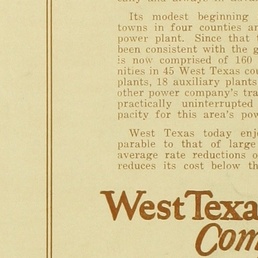 Its modest beginning
towns in four counties an
power plant. Since that
been consistent with the g
is now comprised of 160
nities in 45 West Texas cou
plants, 18 auxiliary plants
other power company's tra
practically uninterrupted
pacity for this area's pow
West Texas today enj
parable to that of large
average rate reductions o
reduces its cost below th
West Texa
Com